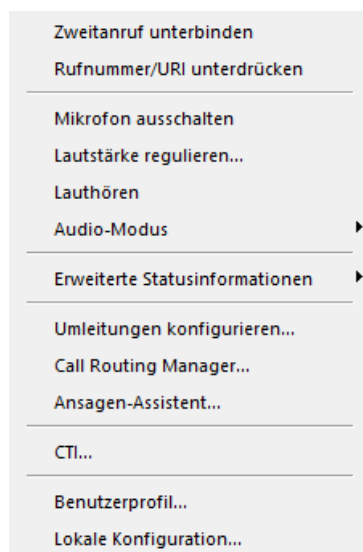 Zweitanruf unterbinden
Rufnummer/URI unterdrücken
Mikrofon ausschalten
Lautstärke regulieren...
Lauthören
Audio-Modus
Erweiterte Statusinformationen
Umleitungen konfigurieren...
Call Routing Manager...
Ansagen-Assistent...
CTI...
Benutzerprofil...
Lokale Konfiguration...